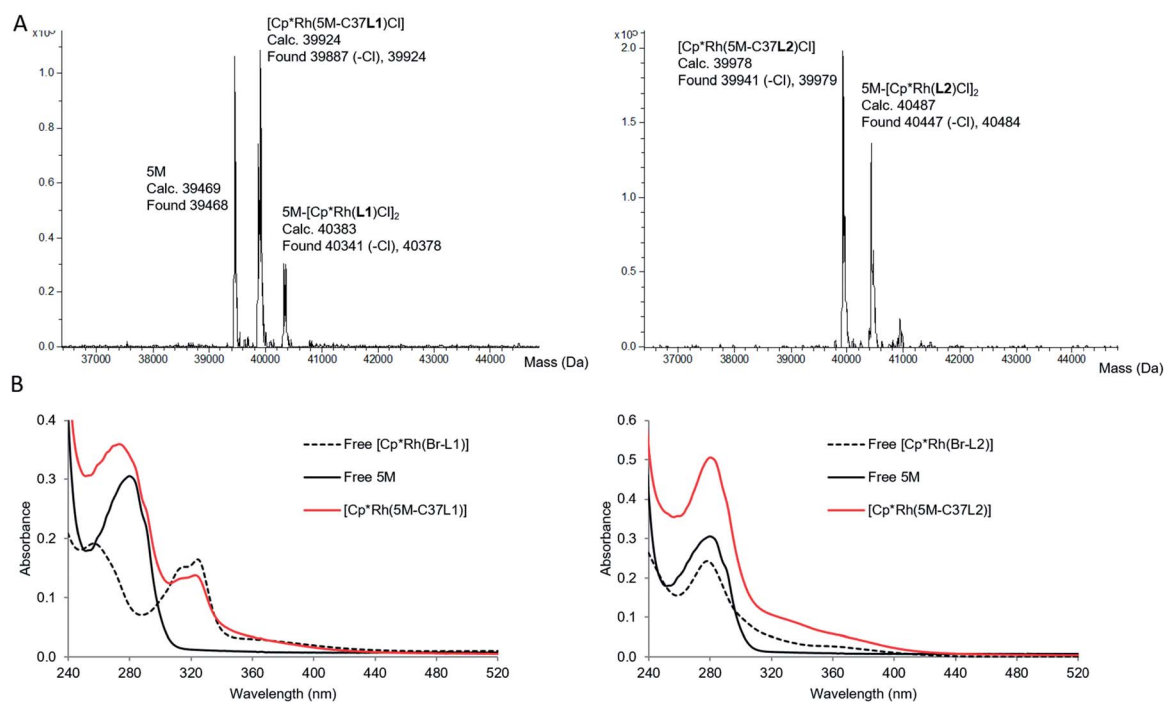 A
x10⁵
1.0
0.8
0.6
0.4
0.2
0.0
37000 38000 39000 40000 41000 42000 43000 44000
Mass (Da)
[Cp*Rh(5M-C37L1)Cl]
Calc. 39924
Found 39887 (-Cl), 39924
5M
Calc. 39469
Found 39468
5M-[Cp*Rh(L1)Cl]₂
Calc. 40383
Found 40341 (-Cl), 40378
x10⁵
2.0
1.5
1.0
0.5
0.0
37000 38000 39000 40000 41000 42000 43000 44000
Mass (Da)
[Cp*Rh(5M-C37L2)Cl]
Calc. 39978
Found 39941 (-Cl), 39979
5M-[Cp*Rh(L2)Cl]₂
Calc. 40487
Found 40447 (-Cl), 40484
B
0.4
0.3
0.2
0.1
0.0
Absorbance
240 280 320 360 400 440 480 520
Wavelength (nm)
Free [Cp*Rh(Br-L1)]
Free 5M
[Cp*Rh(5M-C37L1)]
0.6
0.5
0.4
0.3
0.2
0.1
0.0
Absorbance
240 280 320 360 400 440 480 520
Wavelength (nm)
Free [Cp*Rh(Br-L2)]
Free 5M
[Cp*Rh(5M-C37L2)]